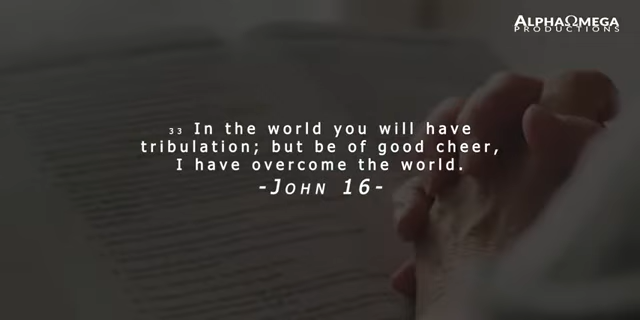 AlphaΩmega
PRODUCTIONS
33 In the world you will have
tribulation; but be of good cheer,
I have overcome the world.
-John 16-